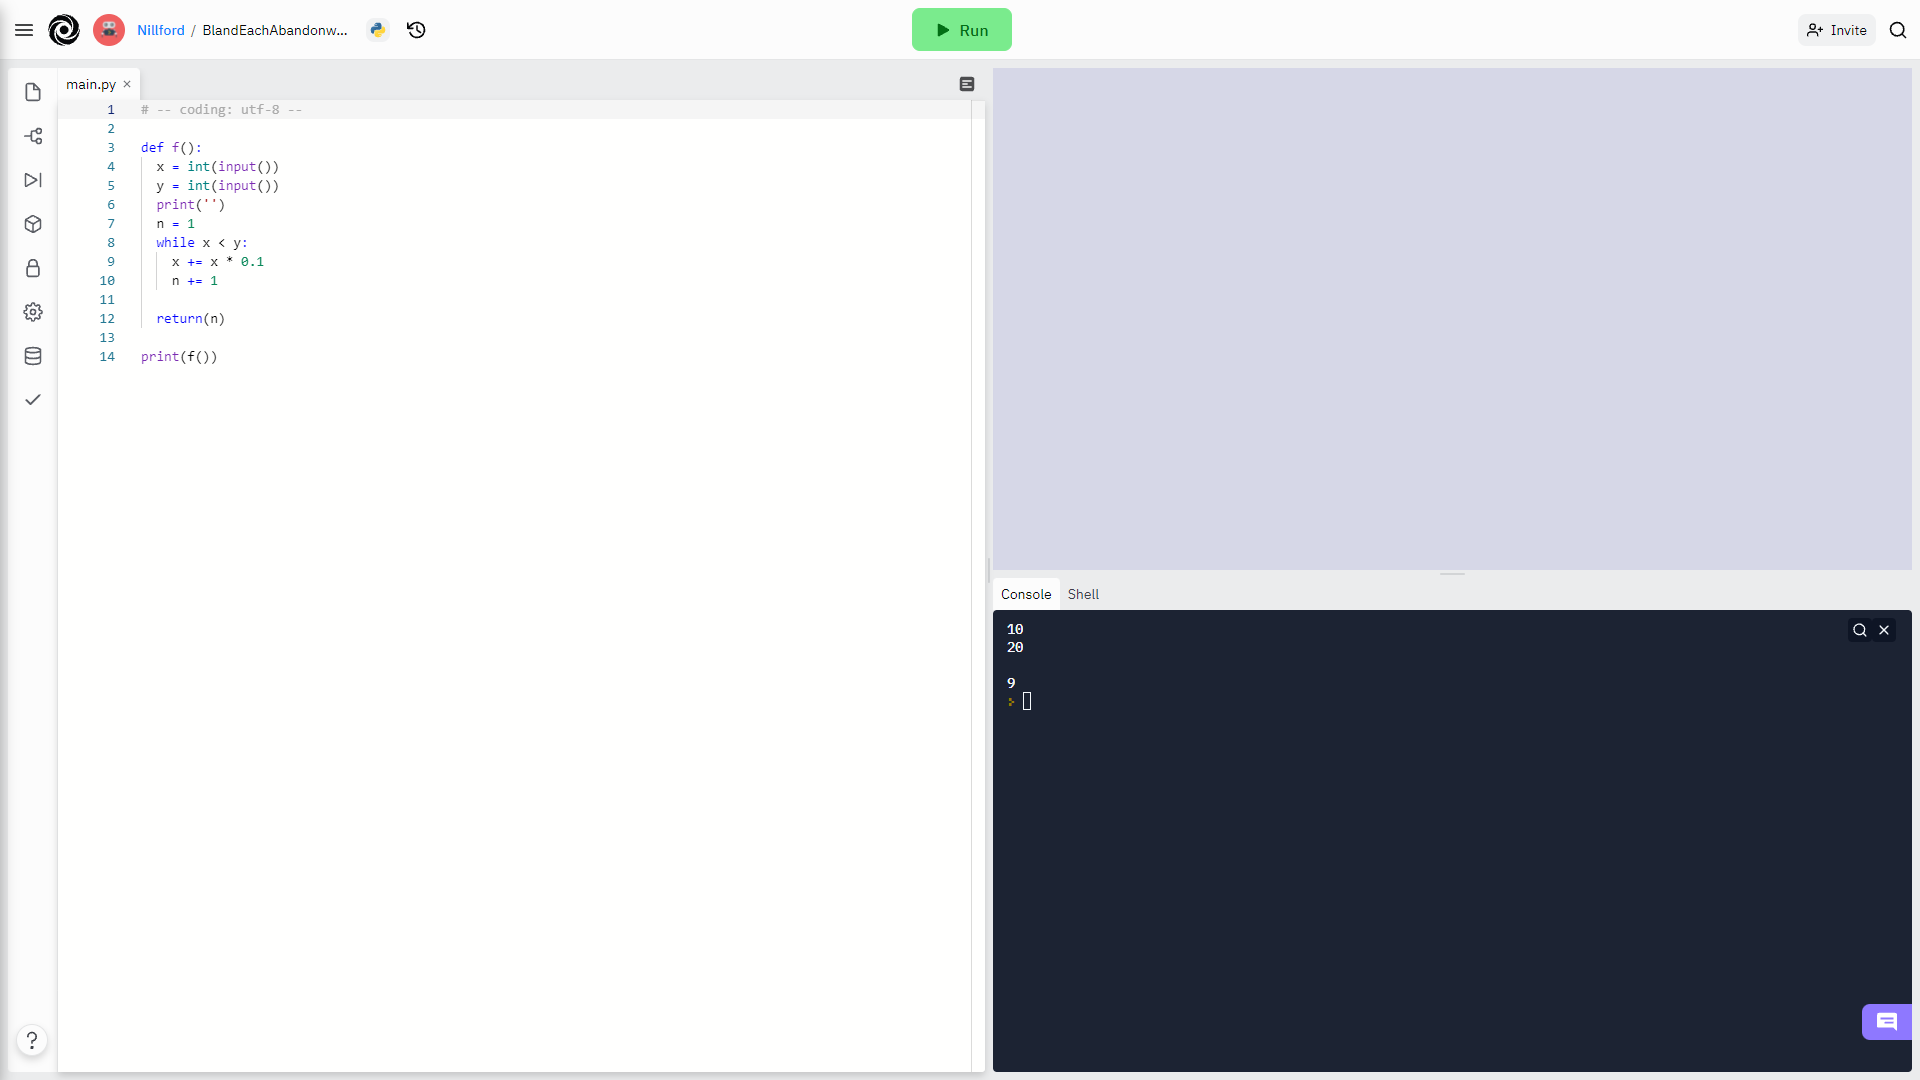 Nillford / BlandEachAbandonw...
Run
Invite
main.py ×
1 # -- coding: utf-8 --
2
3 def f():
4   x = int(input())
5   y = int(input())
6   print('')
7   n = 1
8   while x < y:
9     x += x * 0.1
10     n += 1
11
12   return(n)
13
14 print(f())
?
Console Shell
10
20
9